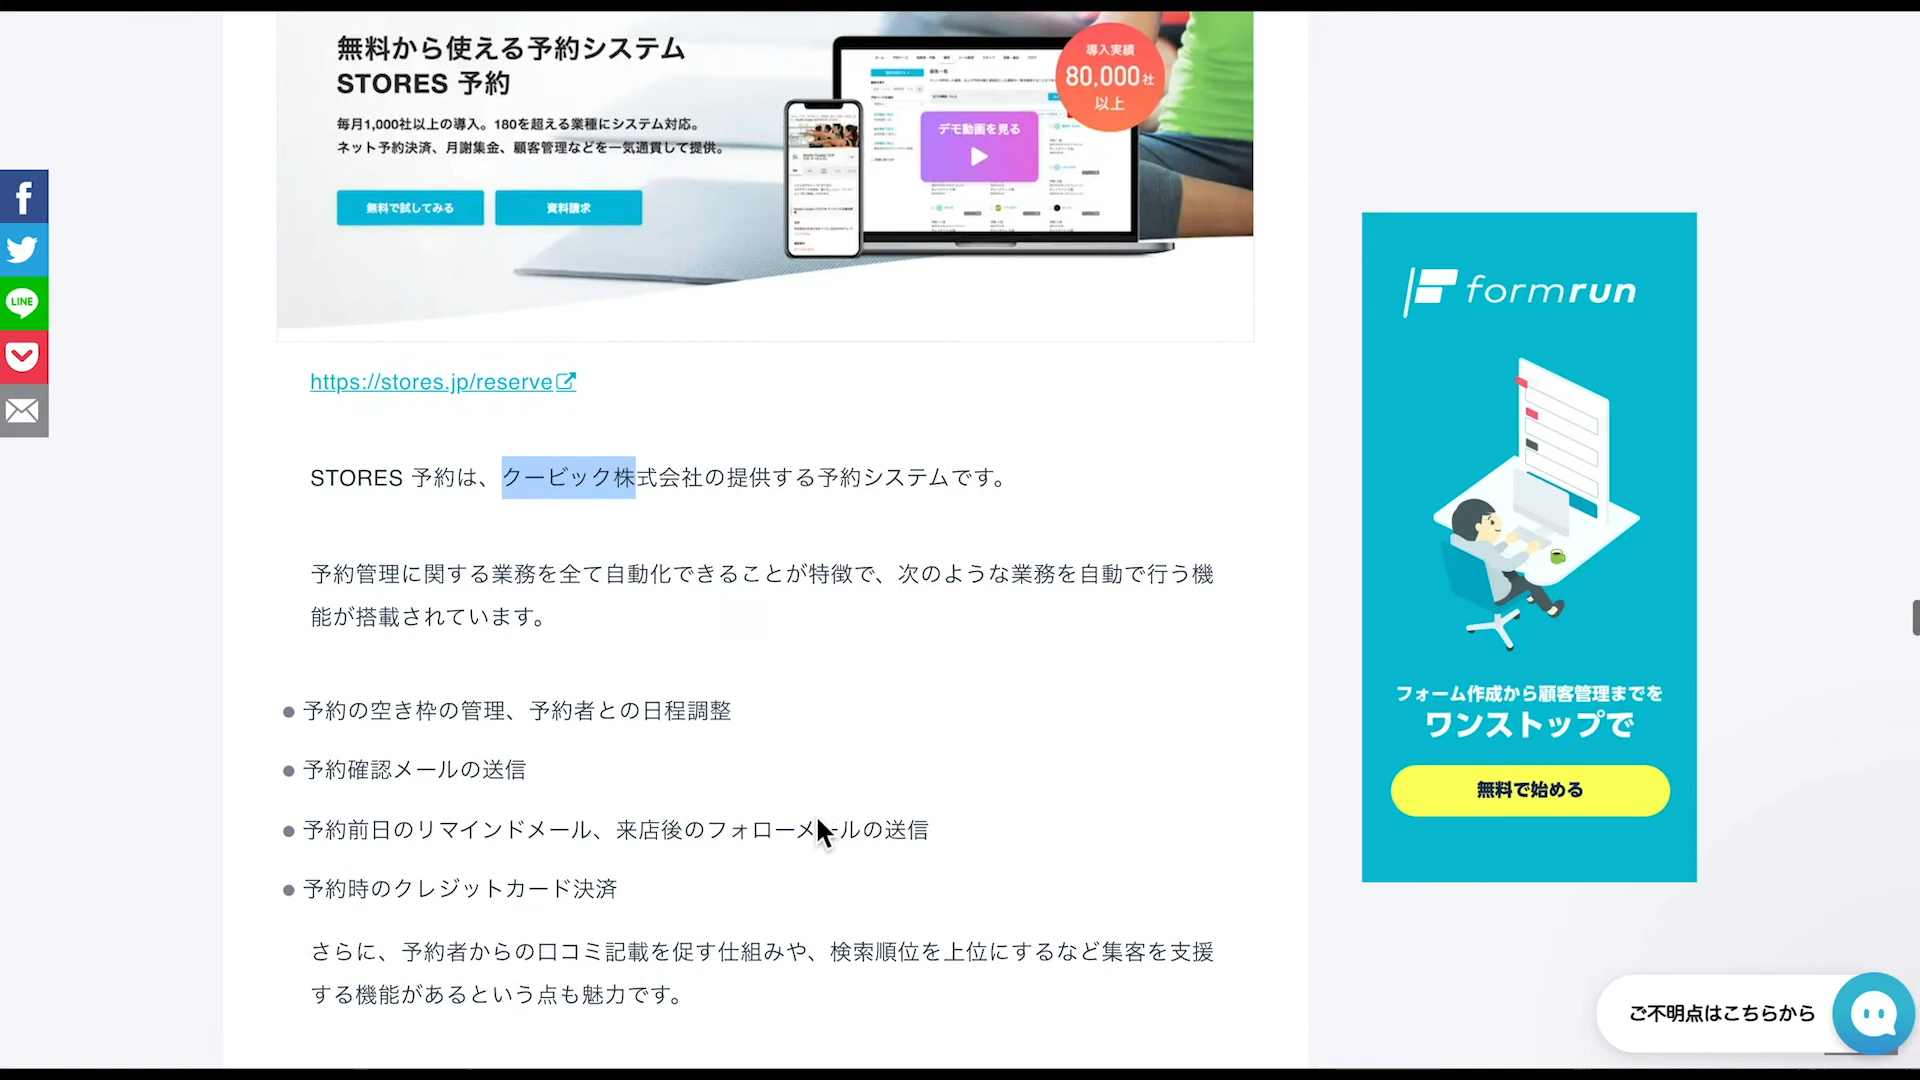 無料から使える予約システム
STORES 予約
毎月1,000社以上の導入。180を超える業種にシステム対応。
ネット予約決済、月謝集金、顧客管理などを一気通貫して提供。
無料で試してみる
資料請求
デモ動画を見る
導入実績
80,000社
以上
LINE
https://stores.jp/reserve
STORES 予約は、クービック株式会社の提供する予約システムです。
予約管理に関する業務を全て自動化できることが特徴で、次のような業務を自動で行う機
能が搭載されています。
予約の空き枠の管理、予約者との日程調整
予約確認メールの送信
予約前日のリマインドメール、来店後のフォローメールの送信
予約時のクレジットカード決済
さらに、予約者からの口コミ記載を促す仕組みや、検索順位を上位にするなど集客を支援
する機能があるという点も魅力です。
formrun
フォーム作成から顧客管理までを
ワンストップで
無料で始める
ご不明点はこちらから